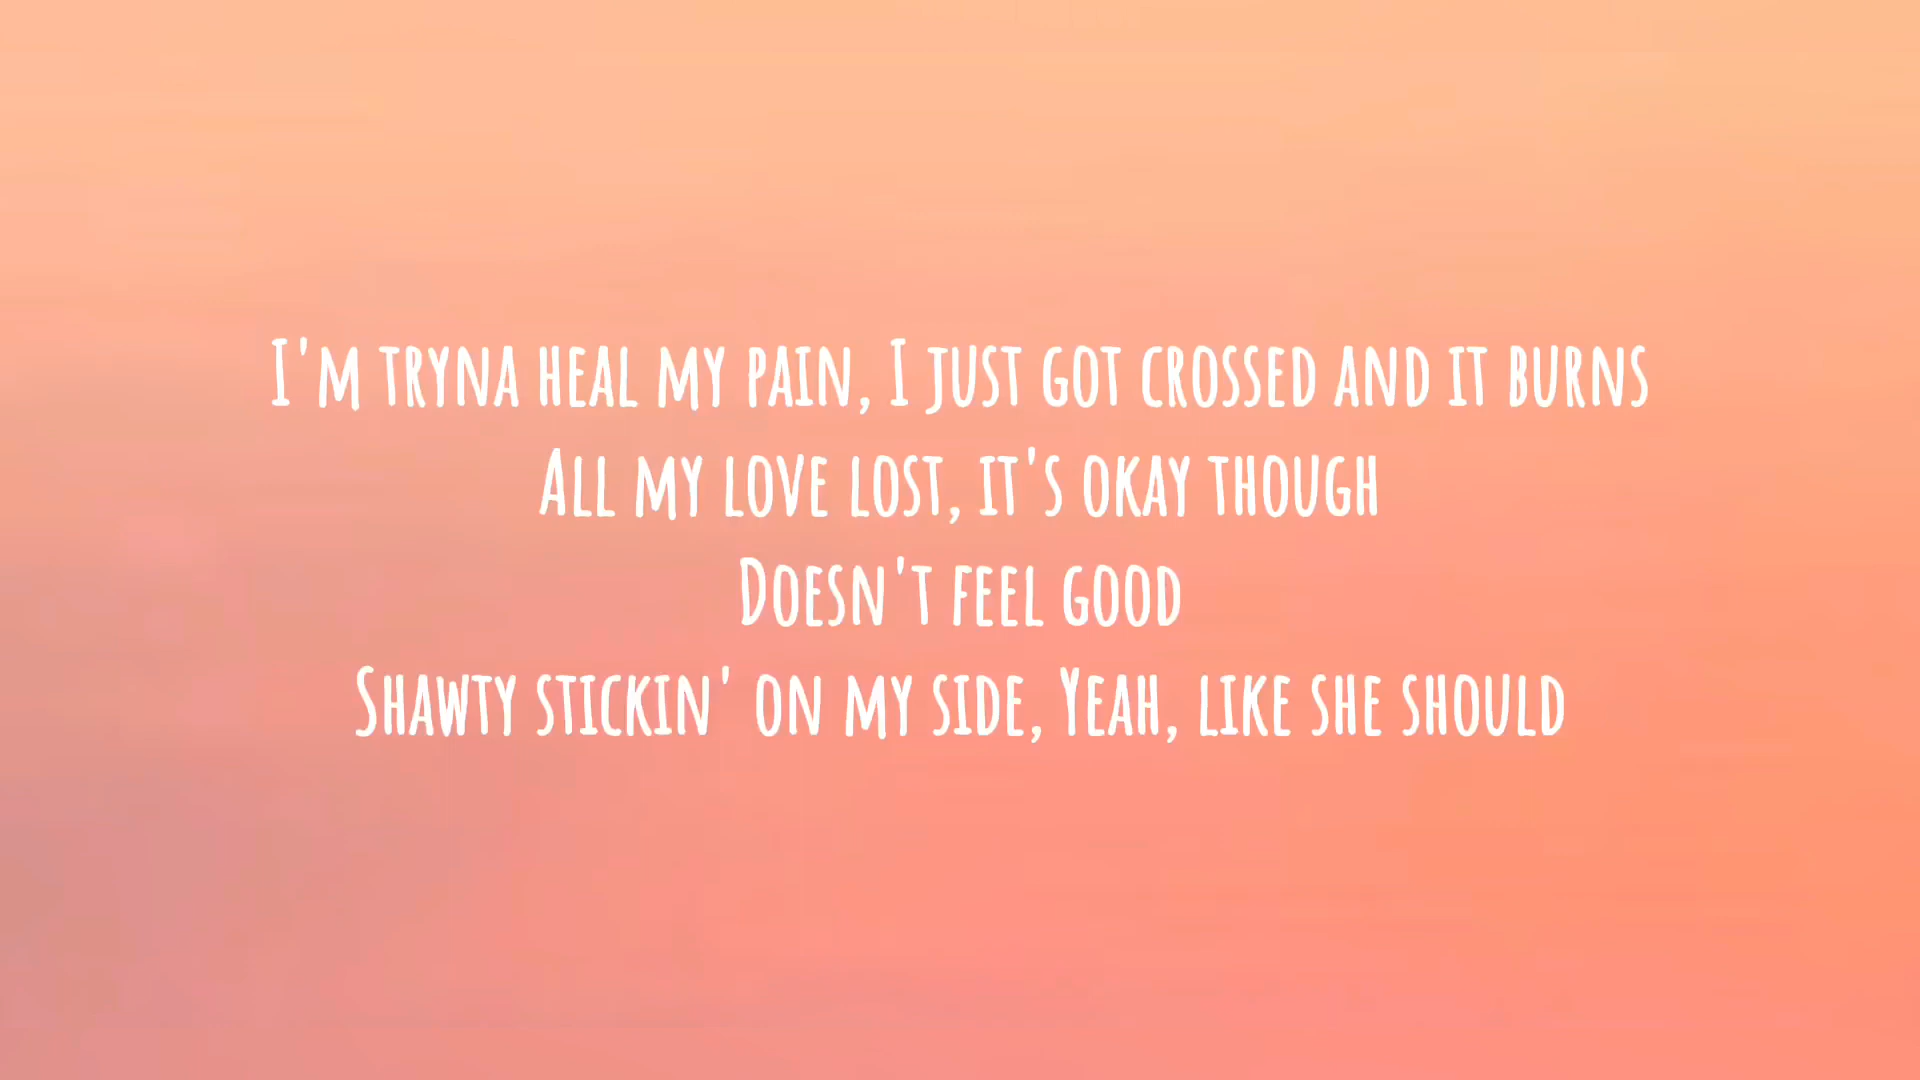 I'm tryna heal my pain, I just got crossed and it burns
All my love lost, it's okay though
Doesn't feel good
Shawty stickin' on my side, Yeah, like she should